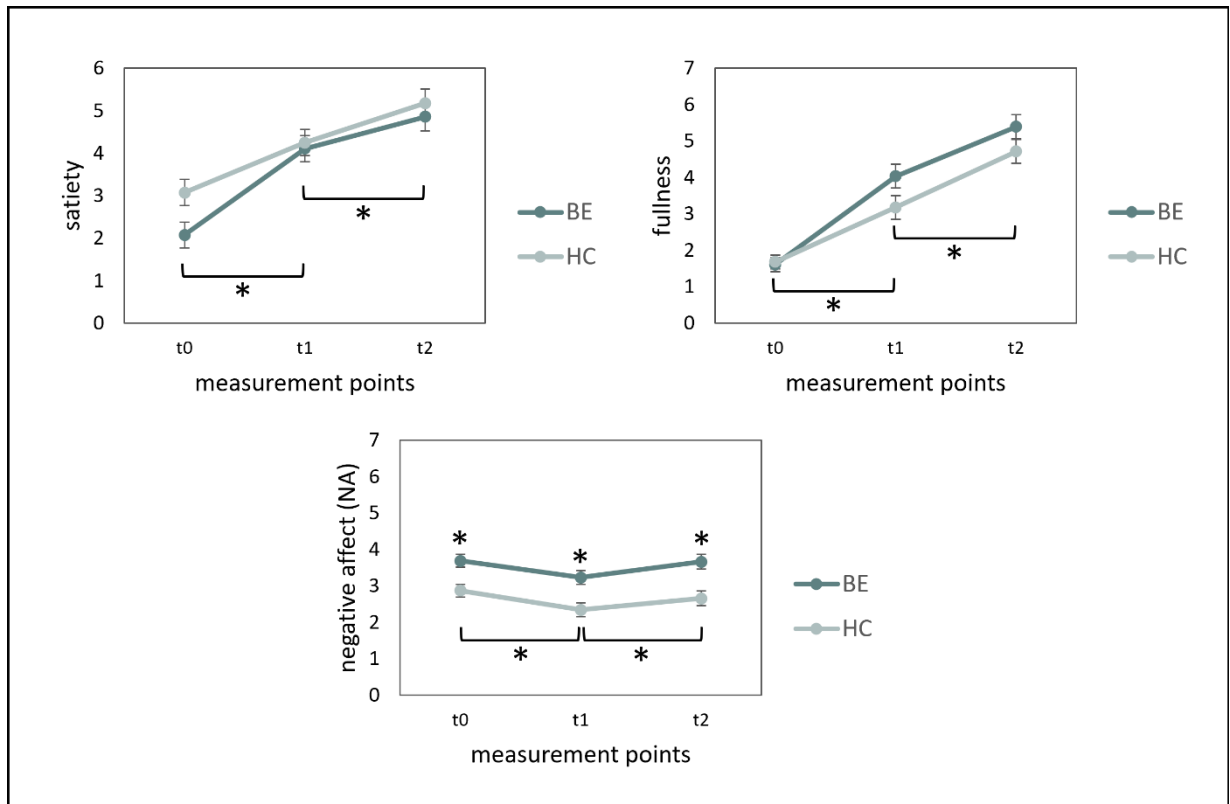 6
5
4
3
2
1
0
satiety
*
*
t0 t1 t2
measurement points
BE
HC
7
6
5
4
3
2
1
0
fullness
*
*
t0 t1 t2
measurement points
BE
HC
7
6
5
4
3
2
1
0
negative affect (NA)
* * *
* *
t0 t1 t2
measurement points
BE
HC